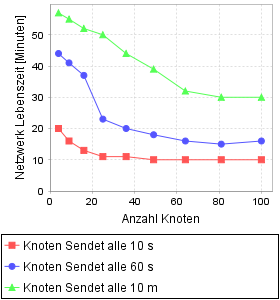 Netzwerk Lebenszeit [Minuten]
50
40
30
20
10
0
0 20 40 60 80 100
Anzahl Knoten
Knoten Sendet alle 10 s
Knoten Sendet alle 60 s
Knoten Sendet alle 10 m